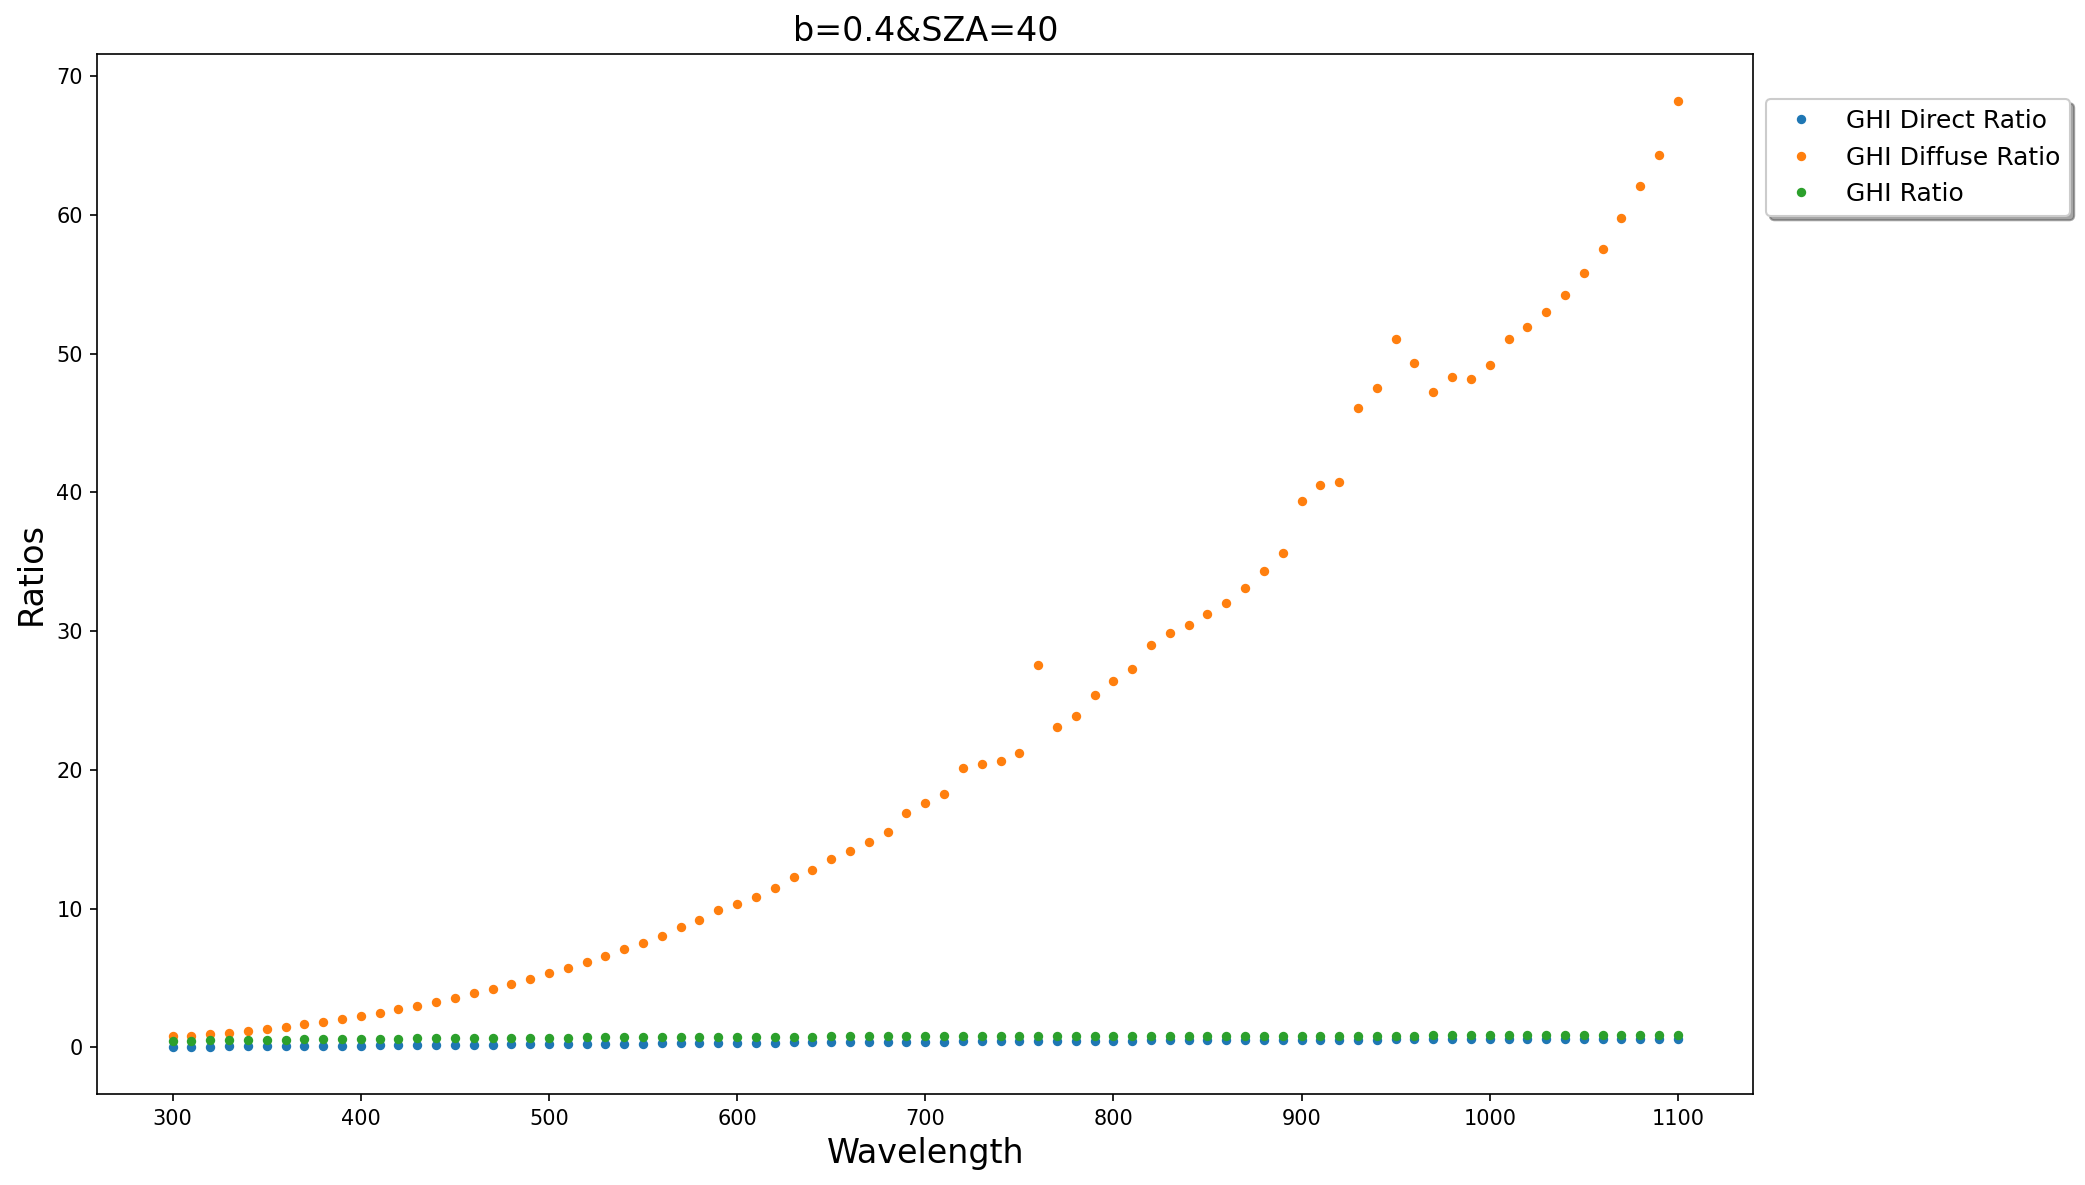 b=0.4&SZA=40
70
60
50
40
30
20
10
0
Ratios
300 400 500 600 700 800 900 1000 1100
Wavelength
GHI Direct Ratio
GHI Diffuse Ratio
GHI Ratio